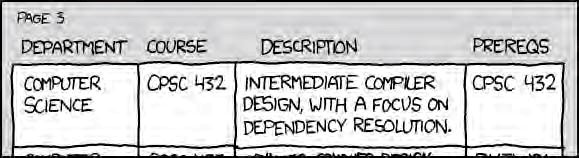 PAGE 3
DEPARTMENT COURSE DESCRIPTION PREREQS
COMPUTER CPSC 432 INTERMEDIATE COMPILER CPSC 432
SCIENCE DESIGN, WITH A FOCUS ON
DEPENDENCY RESOLUTION.